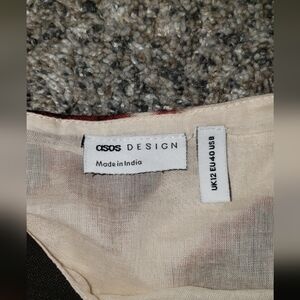 asos DESIGN
Made in India
UK12 EU40 US8